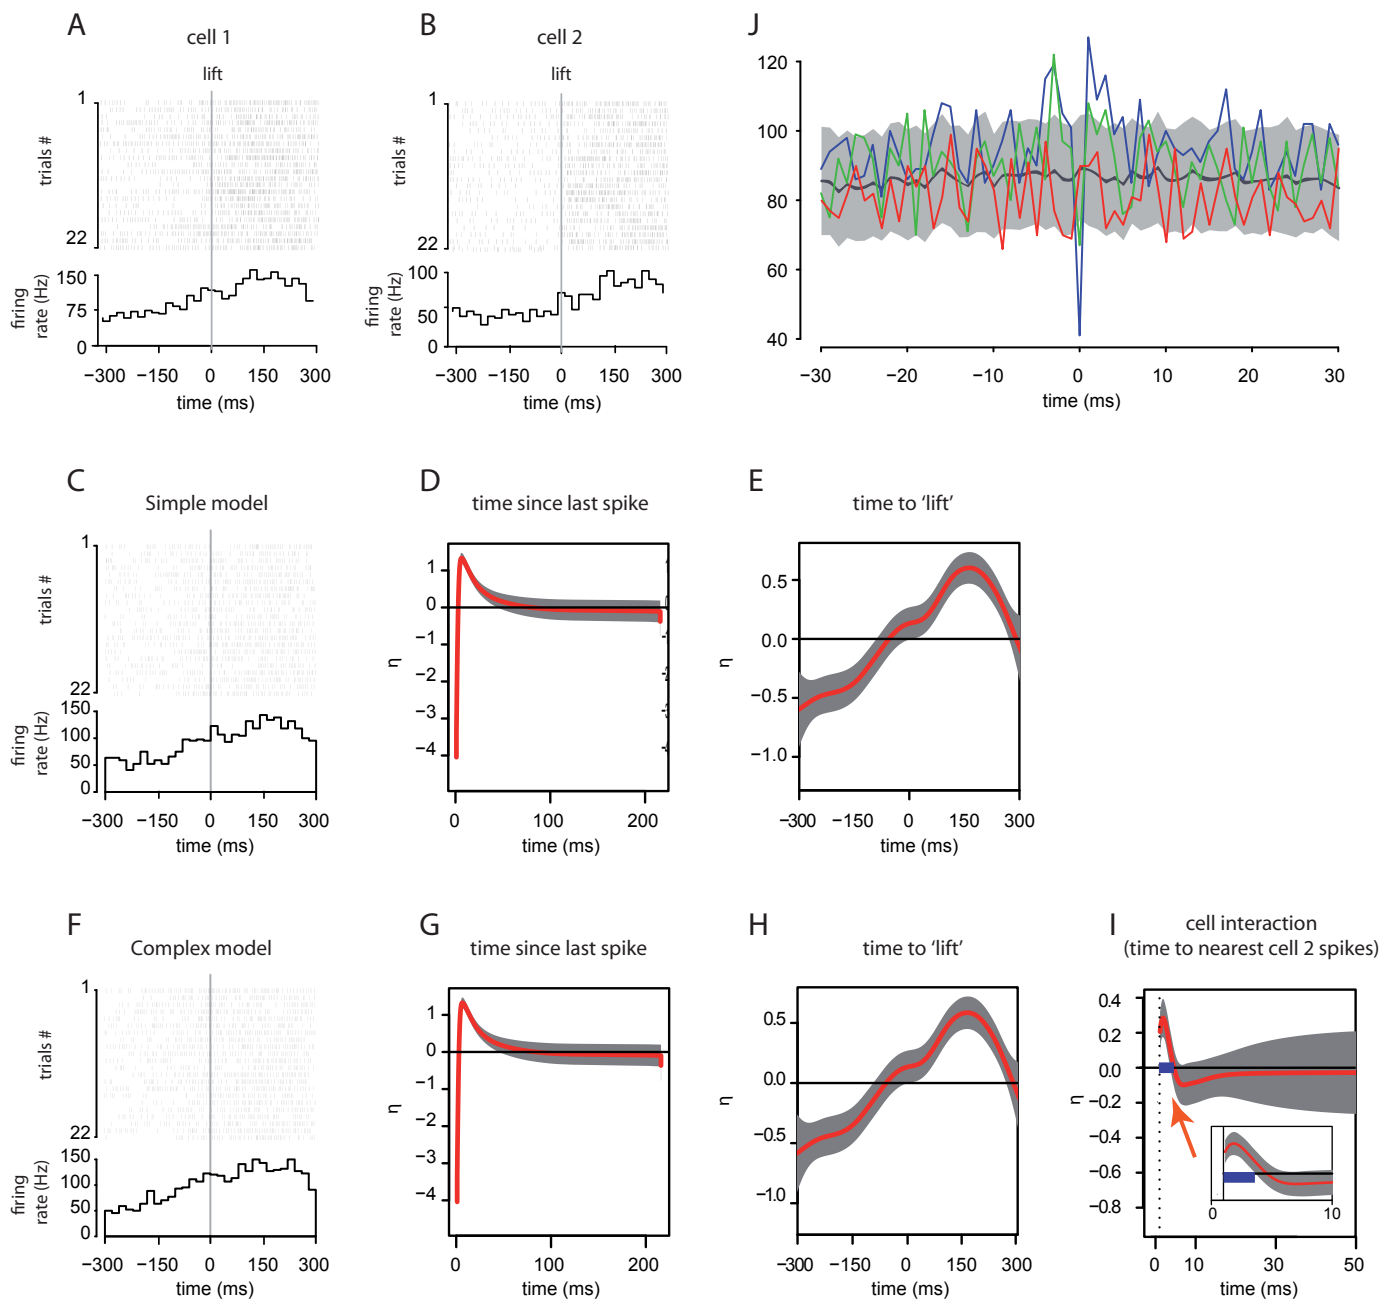 A
cell 1
lift
1
trials #
22
150
75
0
firing
rate (Hz)
−300 −150 0 150 300
time (ms)
B
cell 2
lift
1
trials #
22
100
50
0
firing
rate (Hz)
−300 −150 0 150 300
time (ms)
J
120
100
80
60
40
−30 −20 −10 0 10 20 30
time (ms)
C
Simple model
1
trials #
22
150
100
50
0
firing
rate (Hz)
−300 −150 0 150 300
time (ms)
D
time since last spike
1
0
−1
−2
−3
−4
η
0 100 200
time (ms)
E
time to ‘lift’
0.5
0.0
−0.5
−1.0
η
−300 −150 0 150 300
time (ms)
F
Complex model
1
trials #
22
150
100
50
0
firing
rate (Hz)
−300 −150 0 150 300
time (ms)
G
time since last spike
1
0
−1
−2
−3
−4
η
0 100 200
time (ms)
H
time to ‘lift’
0.5
0.0
−0.5
−1.0
η
−300 −150 0 150 300
time (ms)
I
cell interaction
(time to nearest cell 2 spikes)
0.4
0.2
0.0
−0.2
−0.4
−0.6
−0.8
η
0 10
0 10 30 50
time (ms)